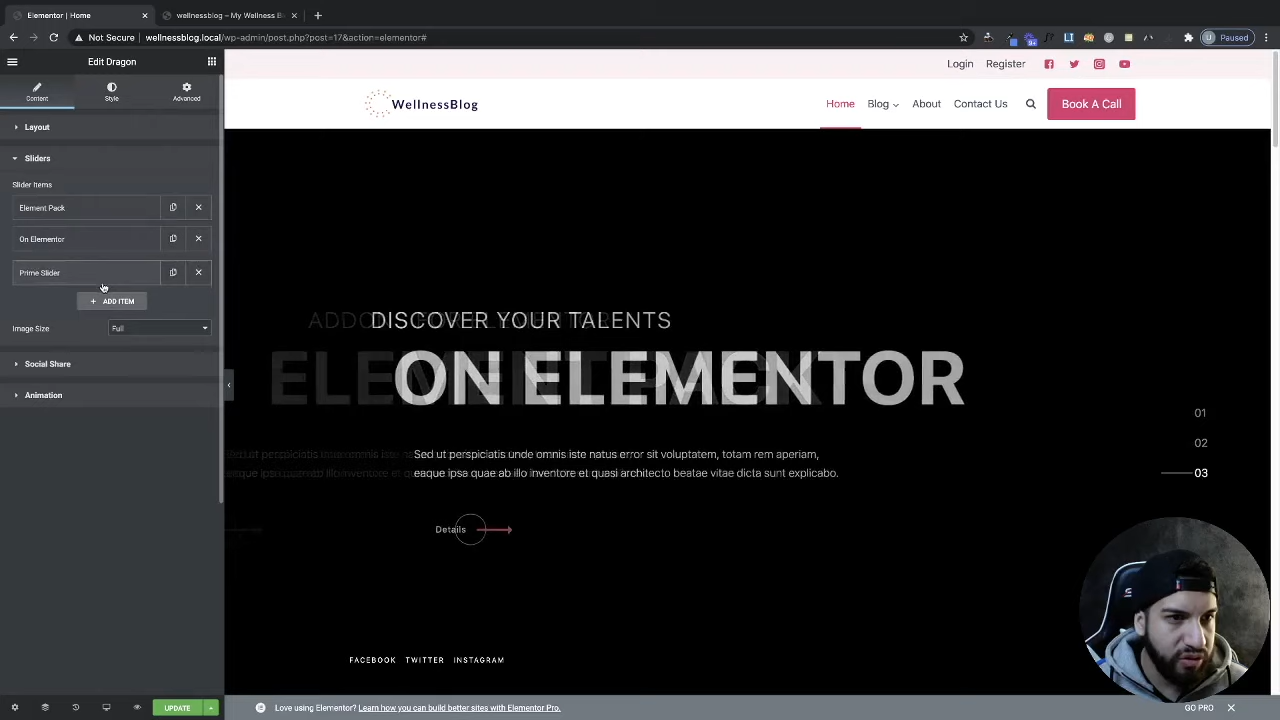 Elementor | Home
wellnessblog – My Wellness B
Not Secure | wellnessblog.local/wp-admin/post.php?post=17&action=elementor#
Paused
Edit Dragon
Content
Style
Advanced
Layout
Sliders
Slider Items
Element Pack
On Elementor
Prime Slider
+ ADD ITEM
Image Size
Full
Social Share
Animation
UPDATE
Login Register
WellnessBlog
Home Blog About Contact Us
Book A Call
DISCOVER YOUR TALENTS
ON ELEMENTOR
Sed ut perspiciatis unde omnis iste natus error sit voluptatem, totam rem aperiam,
eaque ipsa quae ab illo inventore et quasi architecto beatae vitae dicta sunt explicabo.
Details
01
02
03
FACEBOOK TWITTER INSTAGRAM
Love using Elementor? Learn how you can build better sites with Elementor Pro.
GO PRO